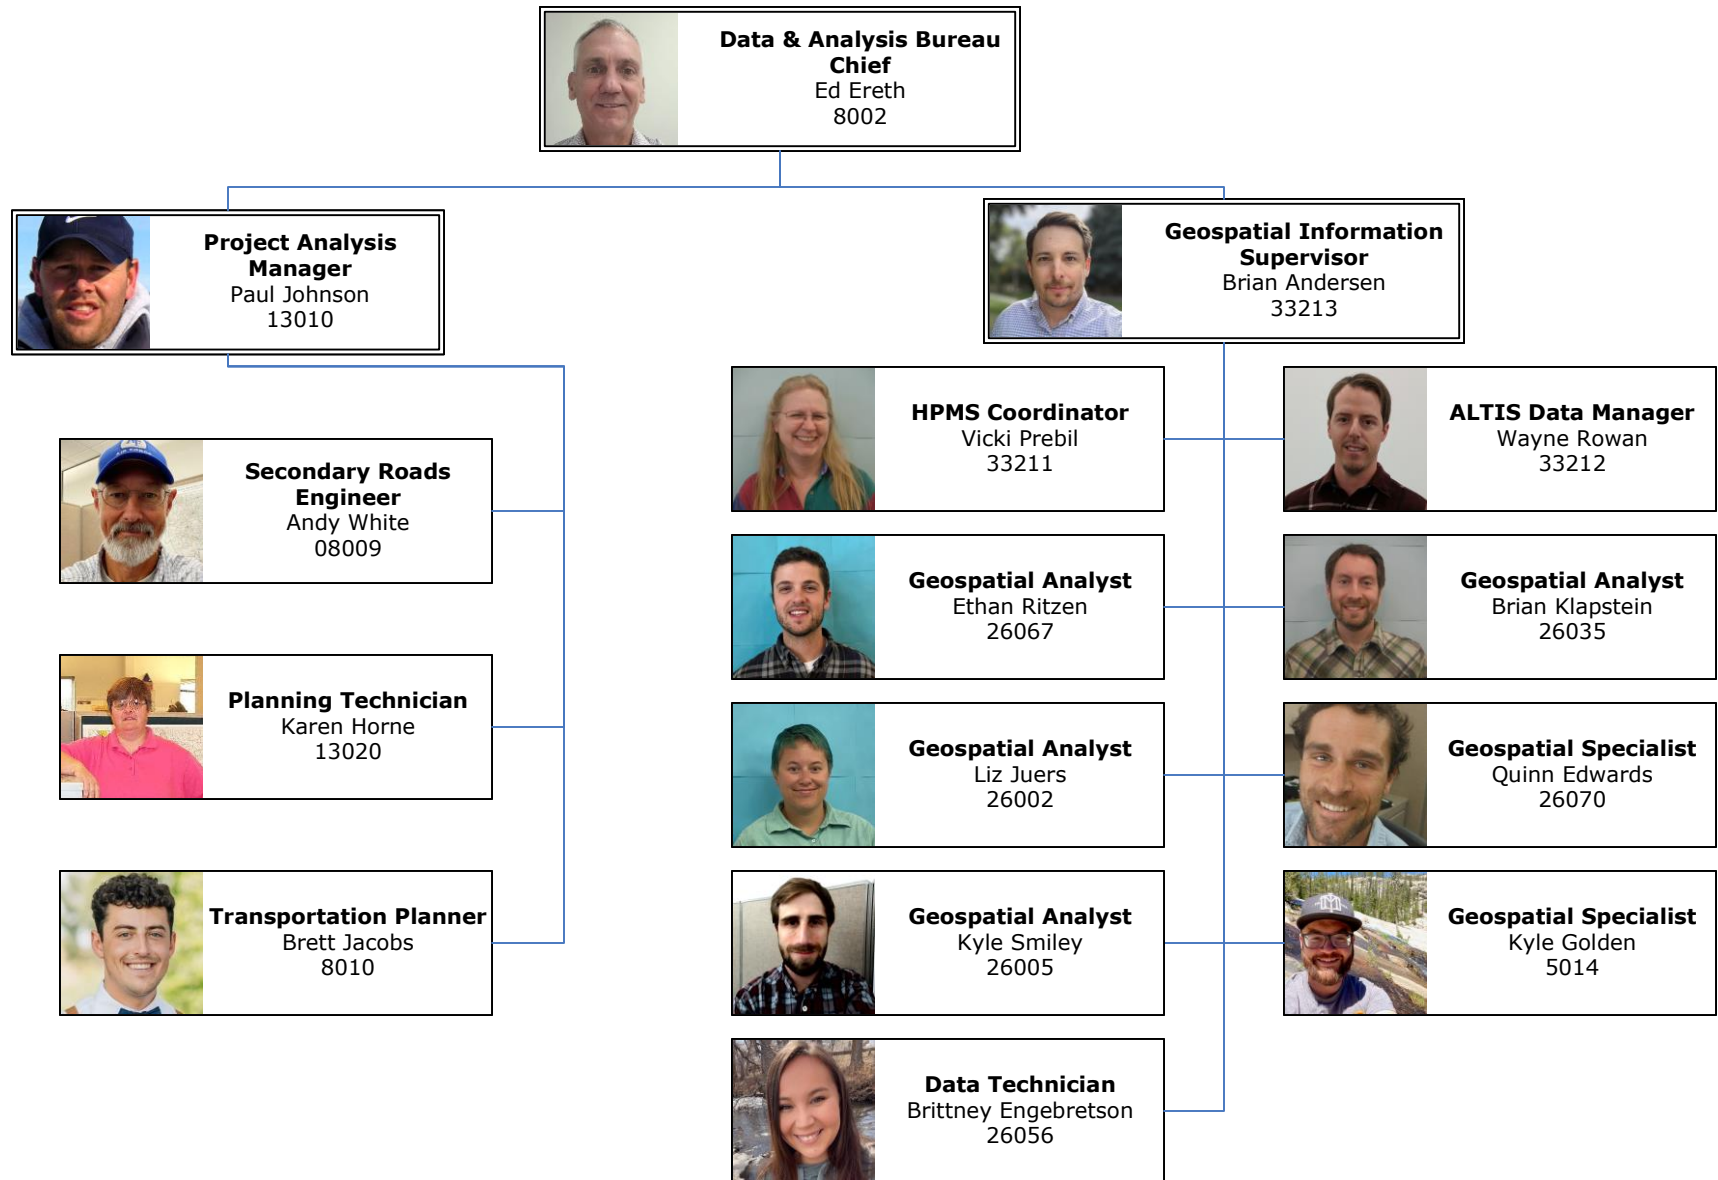 Data & Analysis Bureau
Chief
Ed Ereth
8002
Project Analysis
Manager
Paul Johnson
13010
Geospatial Information
Supervisor
Brian Andersen
33213
Secondary Roads
Engineer
Andy White
08009
Planning Technician
Karen Horne
13020
Transportation Planner
Brett Jacobs
8010
HPMS Coordinator
Vicki Prebil
33211
ALTIS Data Manager
Wayne Rowan
33212
Geospatial Analyst
Ethan Ritzen
26067
Geospatial Analyst
Brian Klapstein
26035
Geospatial Analyst
Liz Juers
26002
Geospatial Specialist
Quinn Edwards
26070
Geospatial Analyst
Kyle Smiley
26005
Geospatial Specialist
Kyle Golden
5014
Data Technician
Brittney Engebretson
26056